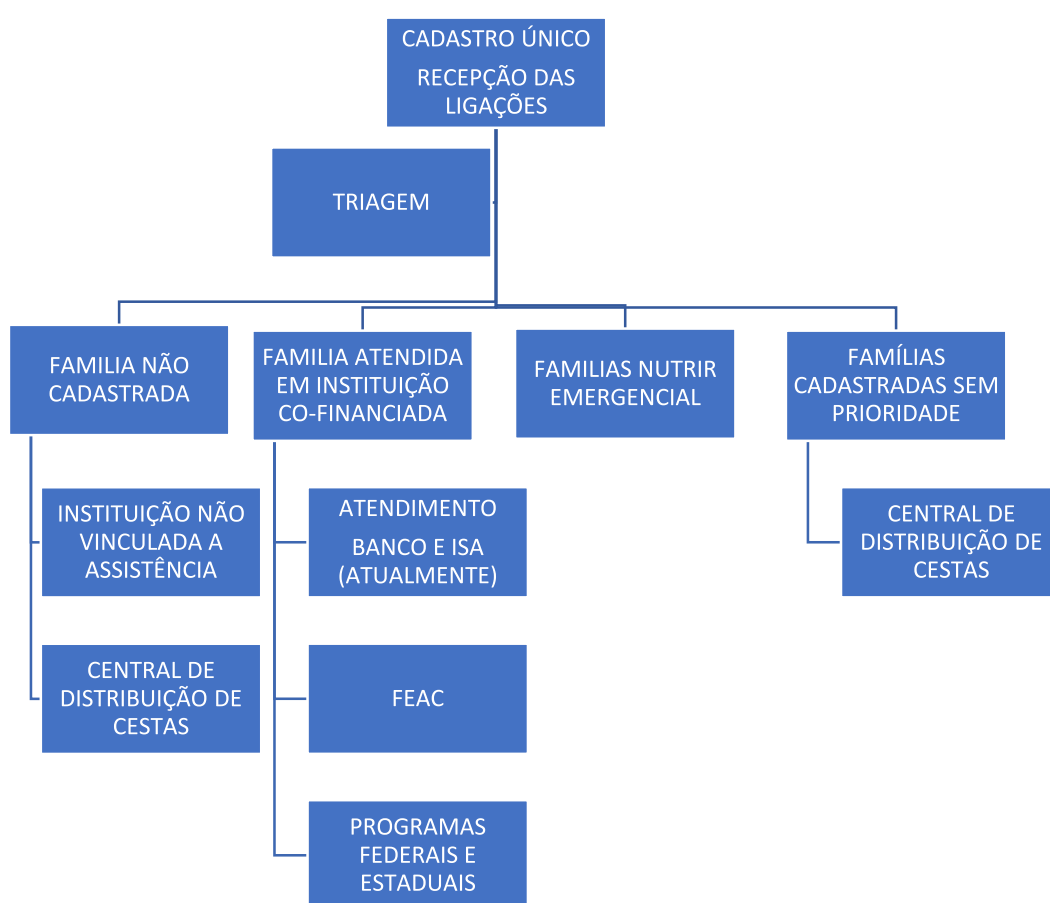 CADASTRO ÚNICO
RECEPÇÃO DAS
LIGAÇÕES
TRIAGEM
FAMILIA NÃO
CADASTRADA
INSTITUIÇÃO NÃO
VINCULADA A
ASSISTÊNCIA
CENTRAL DE
DISTRIBUIÇÃO DE
CESTAS
FAMILIA ATENDIDA
EM INSTITUIÇÃO
CO-FINANCIADA
ATENDIMENTO
BANCO E ISA
(ATUALMENTE)
FEAC
PROGRAMAS
FEDERAIS E
ESTADUAIS
FAMILIAS NUTRIR
EMERGENCIAL
FAMÍLIAS
CADASTRADAS SEM
PRIORIDADE
CENTRAL DE
DISTRIBUIÇÃO DE
CESTAS